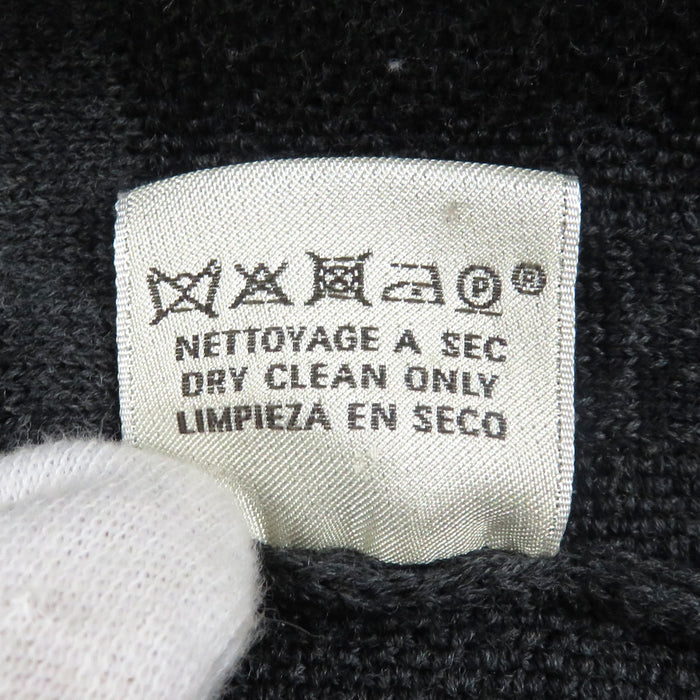 P ®
NETTOYAGE A SEC
DRY CLEAN ONLY
LIMPIEZA EN SECO